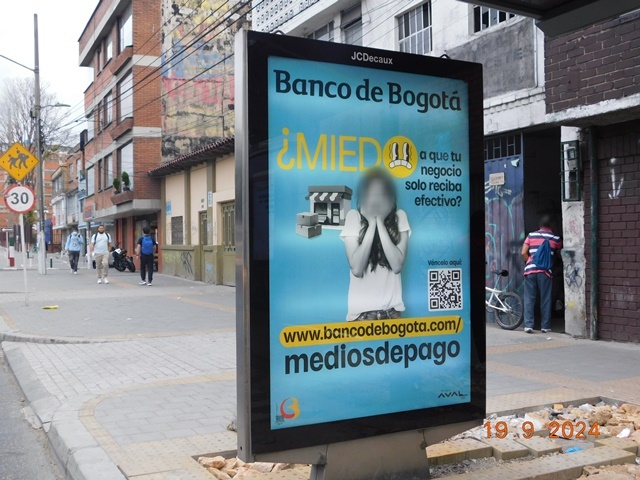 JCDecaux
Banco de Bogotá
¿MIEDO
a que tu
negocio
solo reciba
efectivo?
Véncelo aquí:
www.bancodebogota.com/
mediosdepago
AVAL
30
19 9 2024